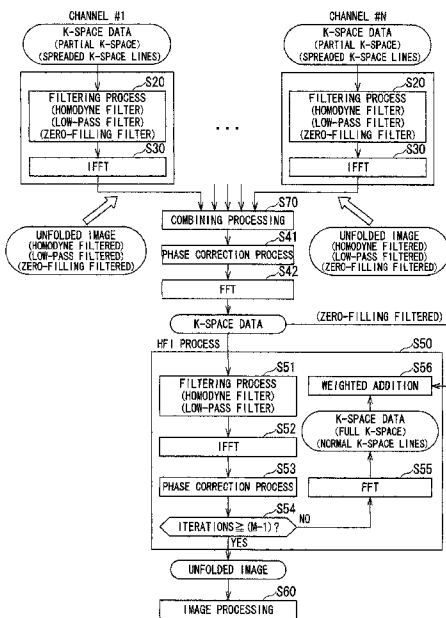 CHANNEL #1
K-SPACE DATA
(PARTIAL K-SPACE)
(SPREADED K-SPACE LINES)
S20
FILTERING PROCESS
(HOMODYNE FILTER)
(LOW-PASS FILTER)
(ZERO-FILLING FILTER)
S30
IFFT
UNFOLDED IMAGE
(HOMODYNE FILTERED)
(LOW-PASS FILTERED)
(ZERO-FILLING FILTERED)
...
CHANNEL #N
K-SPACE DATA
(PARTIAL K-SPACE)
(SPREADED K-SPACE LINES)
S20
FILTERING PROCESS
(HOMODYNE FILTER)
(LOW-PASS FILTER)
(ZERO-FILLING FILTER)
S30
IFFT
UNFOLDED IMAGE
(HOMODYNE FILTERED)
(LOW-PASS FILTERED)
(ZERO-FILLING FILTERED)
S70
COMBINING PROCESSING
S41
PHASE CORRECTION PROCESS
S42
FFT
K-SPACE DATA
(ZERO-FILLING FILTERED)
HFI PROCESS
S50
S51
FILTERING PROCESS
(HOMODYNE FILTER)
(LOW-PASS FILTER)
S52
IFFT
S53
PHASE CORRECTION PROCESS
S54
ITERATIONS≧(M-1)?
NO
YES
S56
WEIGHTED ADDITION
K-SPACE DATA
(FULL K-SPACE)
(NORMAL K-SPACE LINES)
S55
FFT
UNFOLDED IMAGE
S60
IMAGE PROCESSING